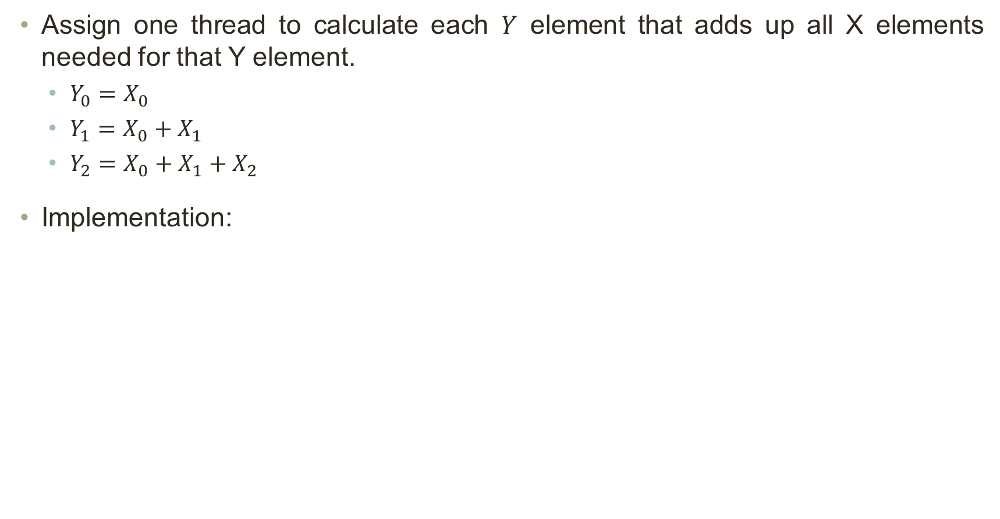 • Assign one thread to calculate each Y element that adds up all X elements
needed for that Y element.
• Y₀ = X₀
• Y₁ = X₀ + X₁
• Y₂ = X₀ + X₁ + X₂
• Implementation: